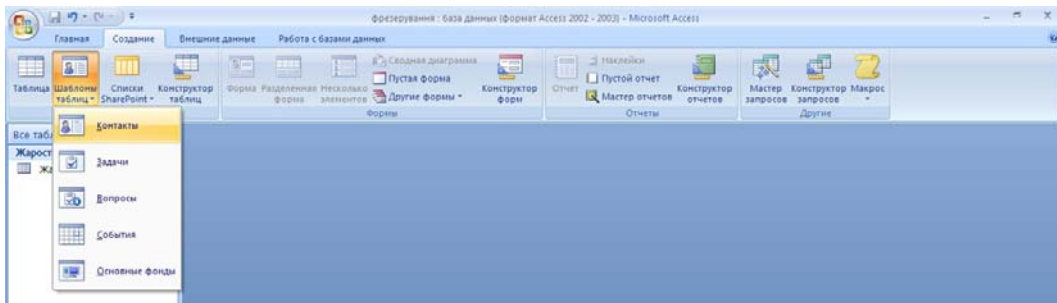 фрезерування : база данных (формат Access 2002 - 2003) - Microsoft Access
Главная Создание Внешние данные Работа с базами данных
Таблица Шаблоны таблиц Списки SharePoint Конструктор таблиц
Форма Разделенная форма Несколько элементов
Сводная диаграмма
Пустая форма
Другие формы
Конструктор форм
Формы
Отчет
Наклейки
Пустой отчет
Мастер отчетов
Конструктор отчетов
Отчеты
Мастер запросов Конструктор запросов Макрос
Другие
Все таб
Жарост
Контакты
Задачи
Вопросы
События
Основные фонды